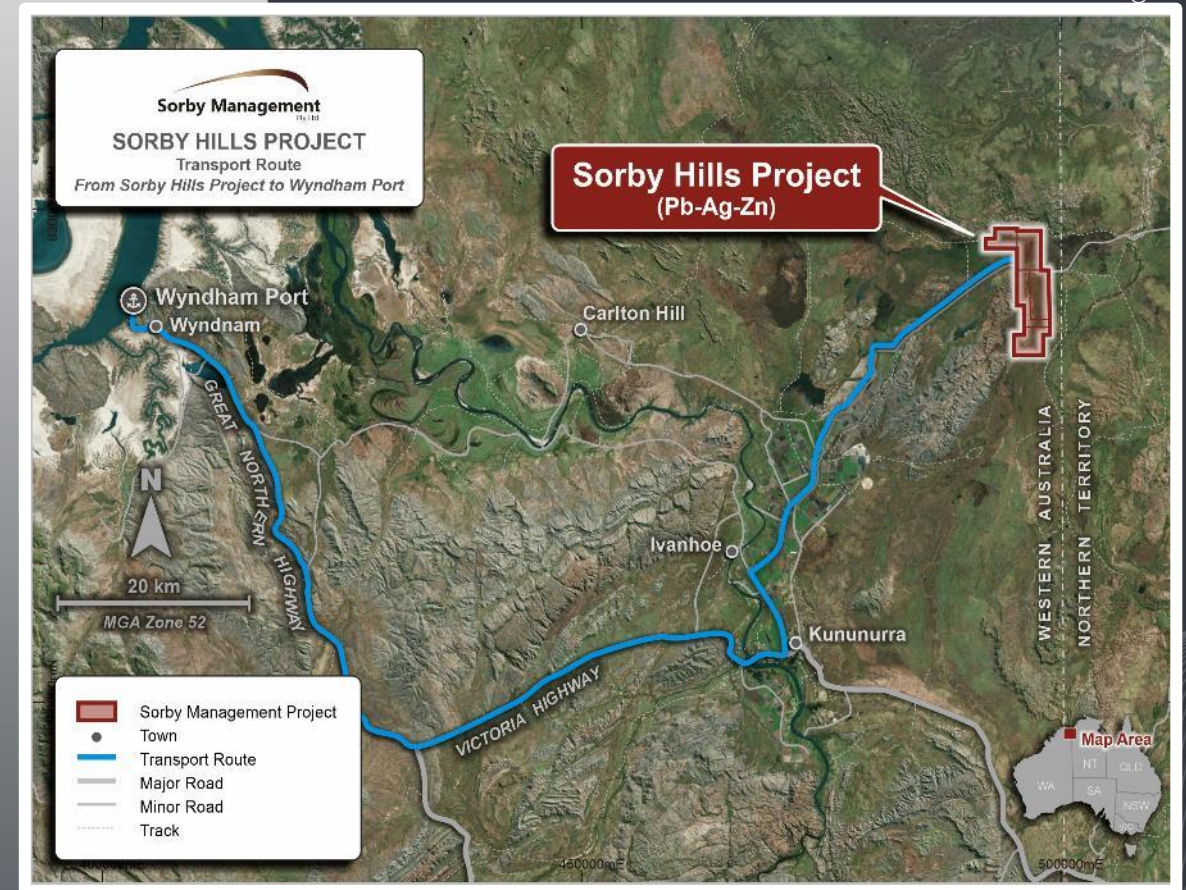 Sorby Management
Pty Ltd
SORBY HILLS PROJECT
Transport Route
From Sorby Hills Project to Wyndham Port
Sorby Hills Project
(Pb-Ag-Zn)
Wyndham Port
Wyndnam
Carlton Hill
GREAT NORTHERN HIGHWAY
N
20 km
MGA Zone 52
Ivanhoe
Kununurra
VICTORIA HIGHWAY
WESTERN AUSTRALIA
NORTHERN TERRITORY
Sorby Management Project
Town
Transport Route
Major Road
Minor Road
Track
Map Area
WA
NT
QLD
SA
NSW
450000mE
500000mE